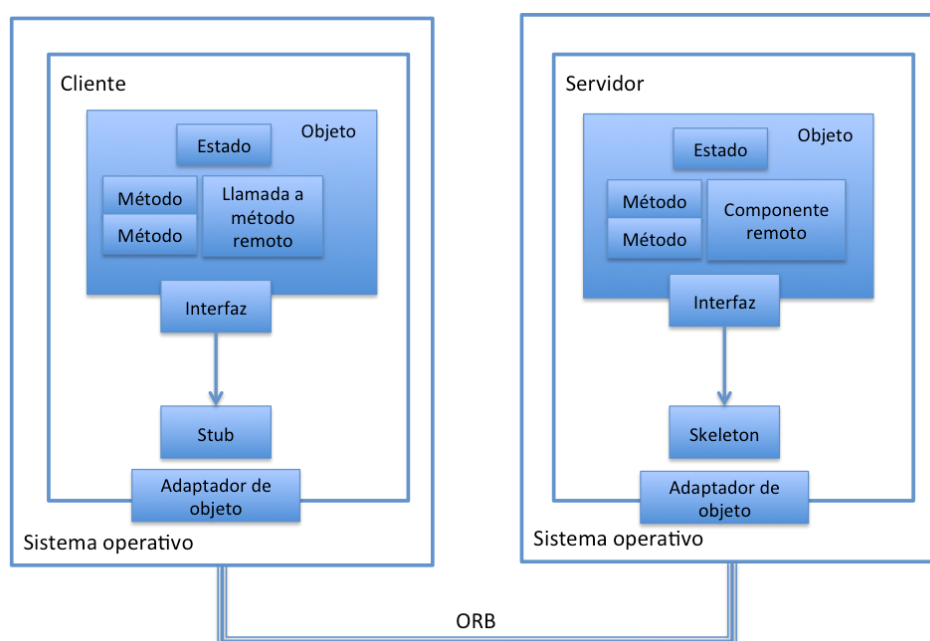 Cliente
Objeto
Estado
Método
Método
Llamada a
método
remoto
Interfaz
Stub
Adaptador de
objeto
Sistema operativo
Servidor
Objeto
Estado
Método
Método
Componente
remoto
Interfaz
Skeleton
Adaptador de
objeto
Sistema operativo
ORB